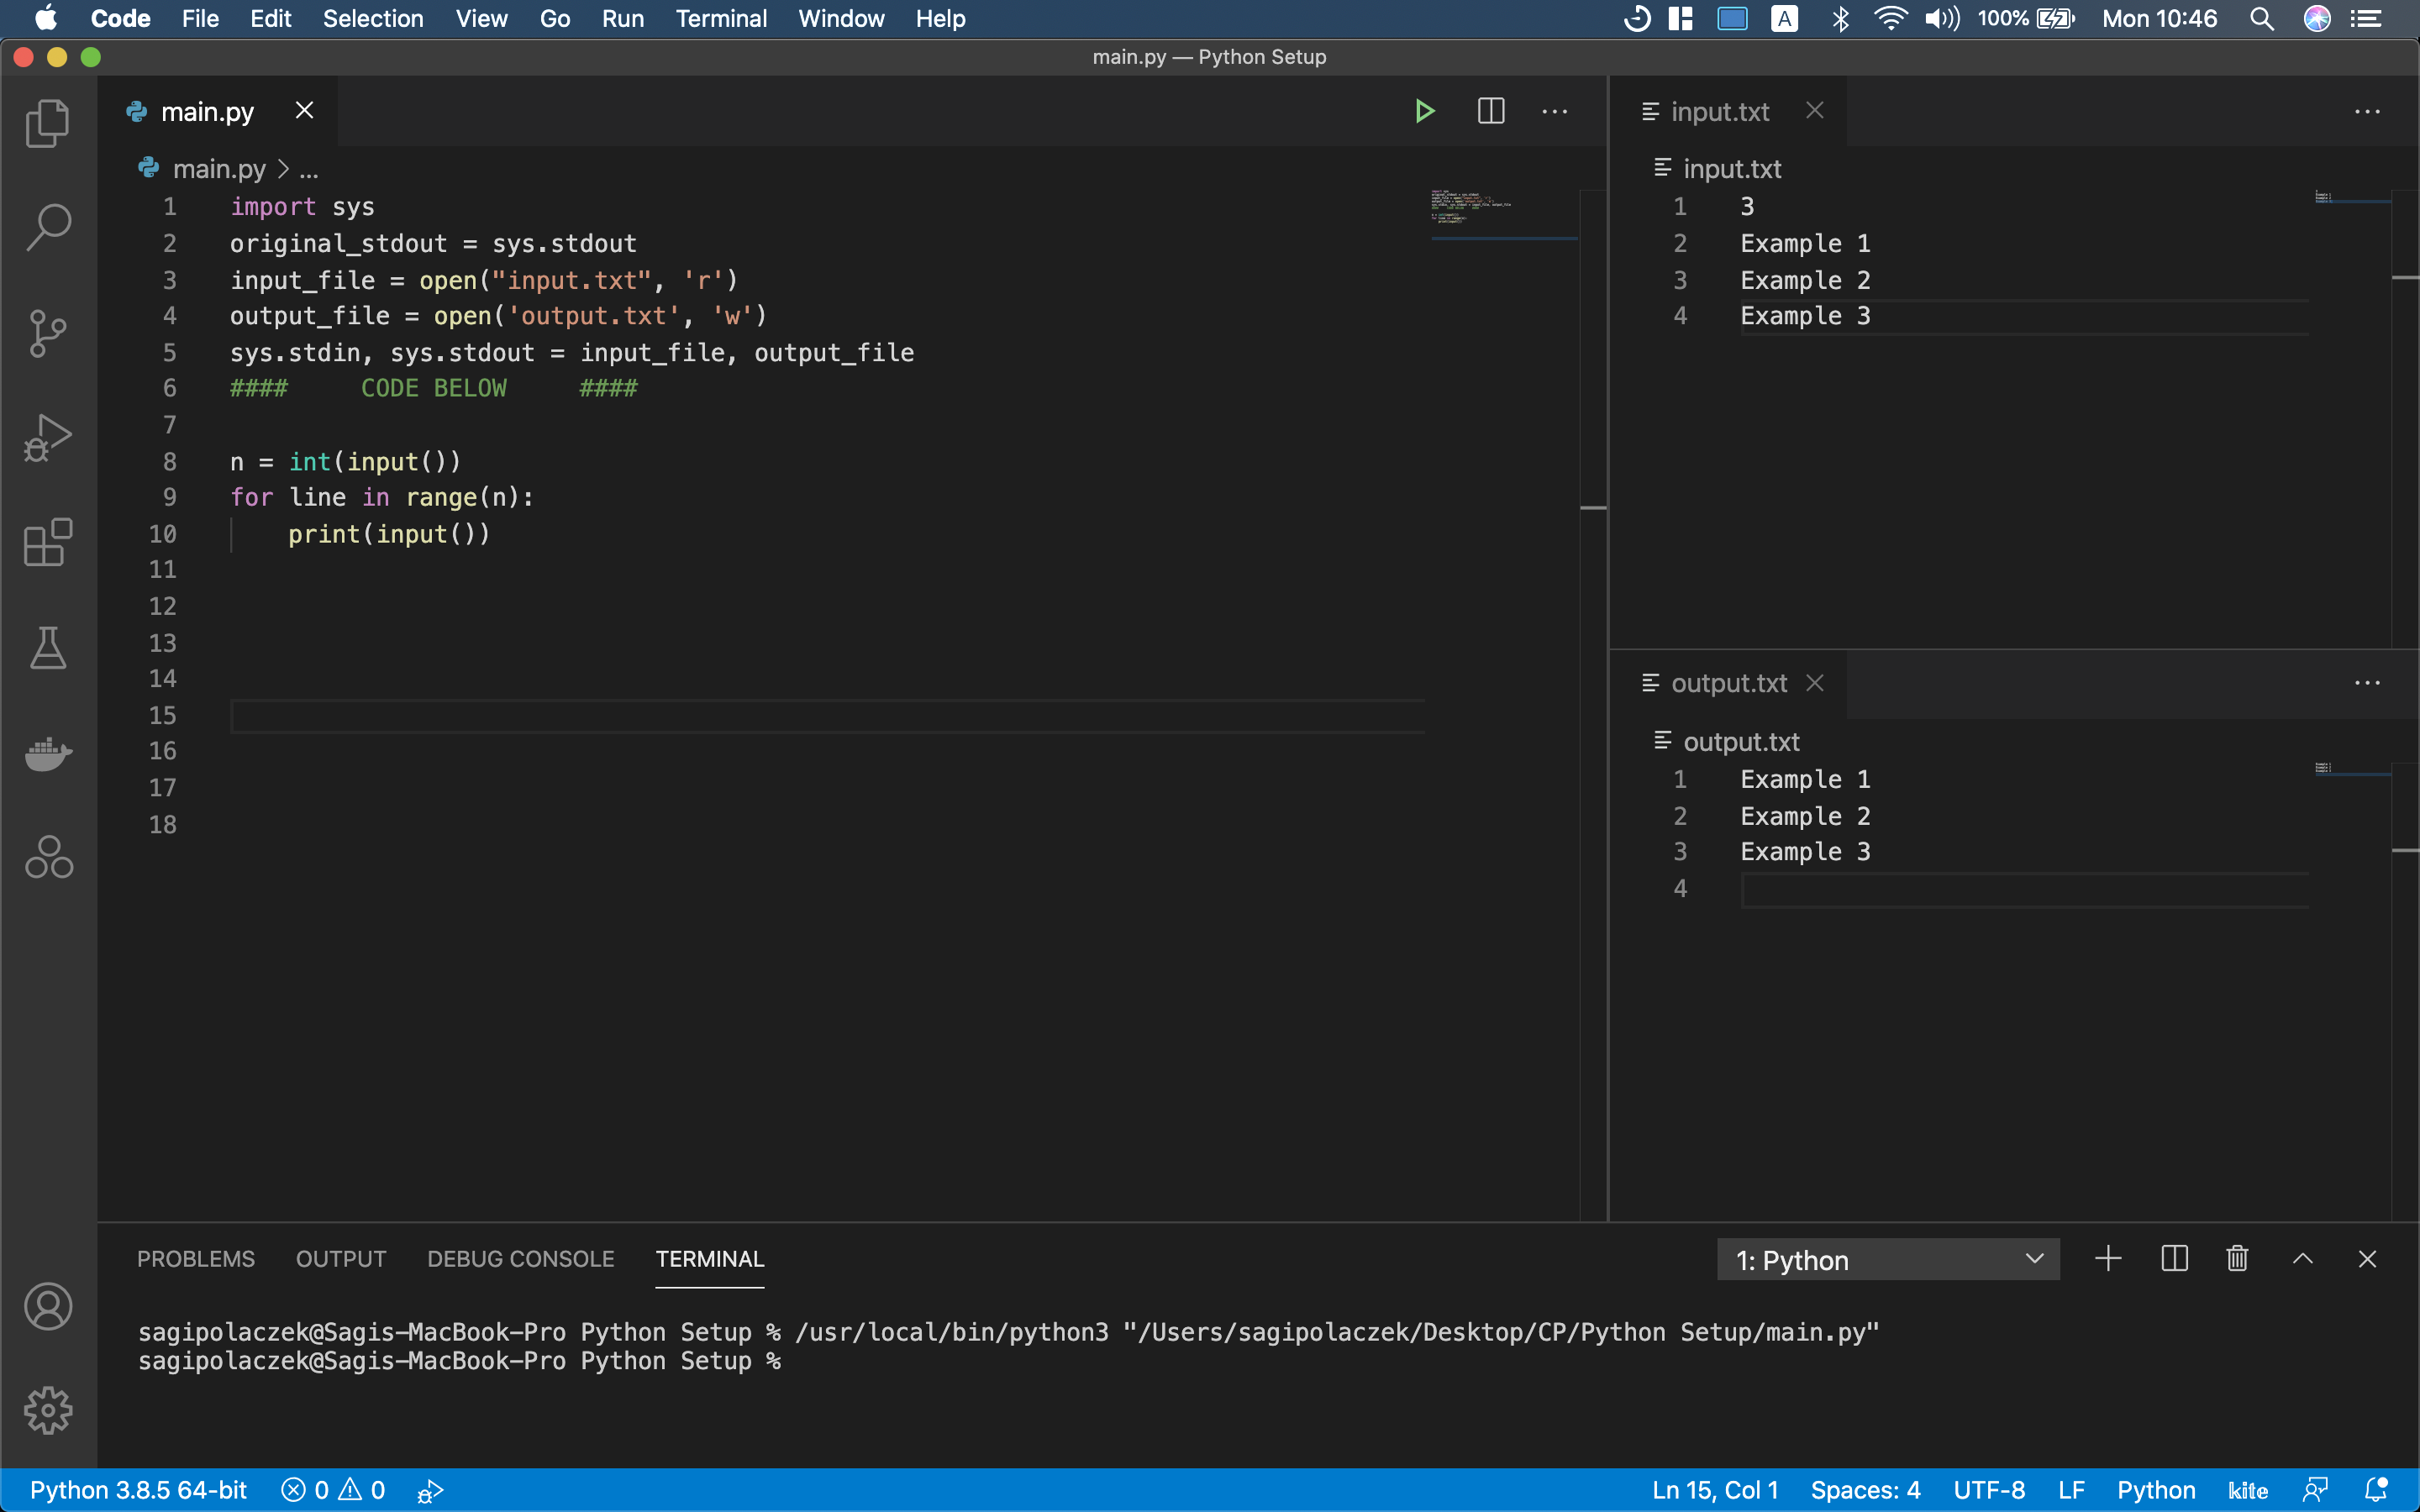 Code File Edit Selection View Go Run Terminal Window Help A 100% Mon 10:46
main.py — Python Setup
main.py
main.py > ...
1 import sys
2 original_stdout = sys.stdout
3 input_file = open("input.txt", 'r')
4 output_file = open('output.txt', 'w')
5 sys.stdin, sys.stdout = input_file, output_file
6 ####     CODE BELOW     ####
7
8 n = int(input())
9 for line in range(n):
10     print(input())
11
12
13
14
15
16
17
18
input.txt
input.txt
1 3
2 Example 1
3 Example 2
4 Example 3
output.txt
output.txt
1 Example 1
2 Example 2
3 Example 3
4
PROBLEMS OUTPUT DEBUG CONSOLE TERMINAL 1: Python
sagipolaczek@Sagis-MacBook-Pro Python Setup % /usr/local/bin/python3 "/Users/sagipolaczek/Desktop/CP/Python Setup/main.py"
sagipolaczek@Sagis-MacBook-Pro Python Setup %
Python 3.8.5 64-bit 0 0 Ln 15, Col 1 Spaces: 4 UTF-8 LF Python kite